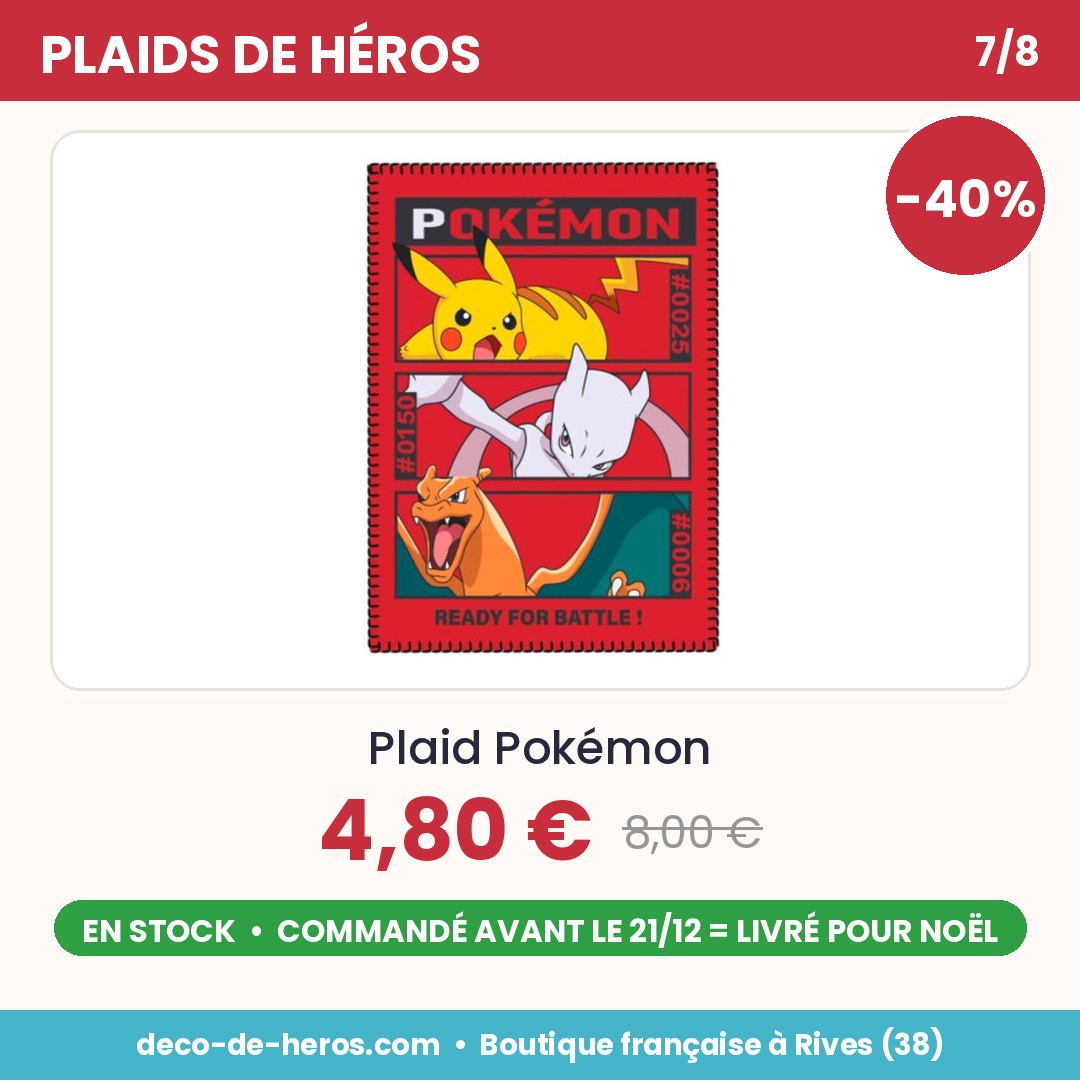 PLAIDS DE HÉROS
7/8
-40%
POKÉMON
#0025
#0150
#0006
READY FOR BATTLE !
Plaid Pokémon
4,80 € 8,00 €
EN STOCK • COMMANDÉ AVANT LE 21/12 = LIVRÉ POUR NOËL
deco-de-heros.com • Boutique française à Rives (38)